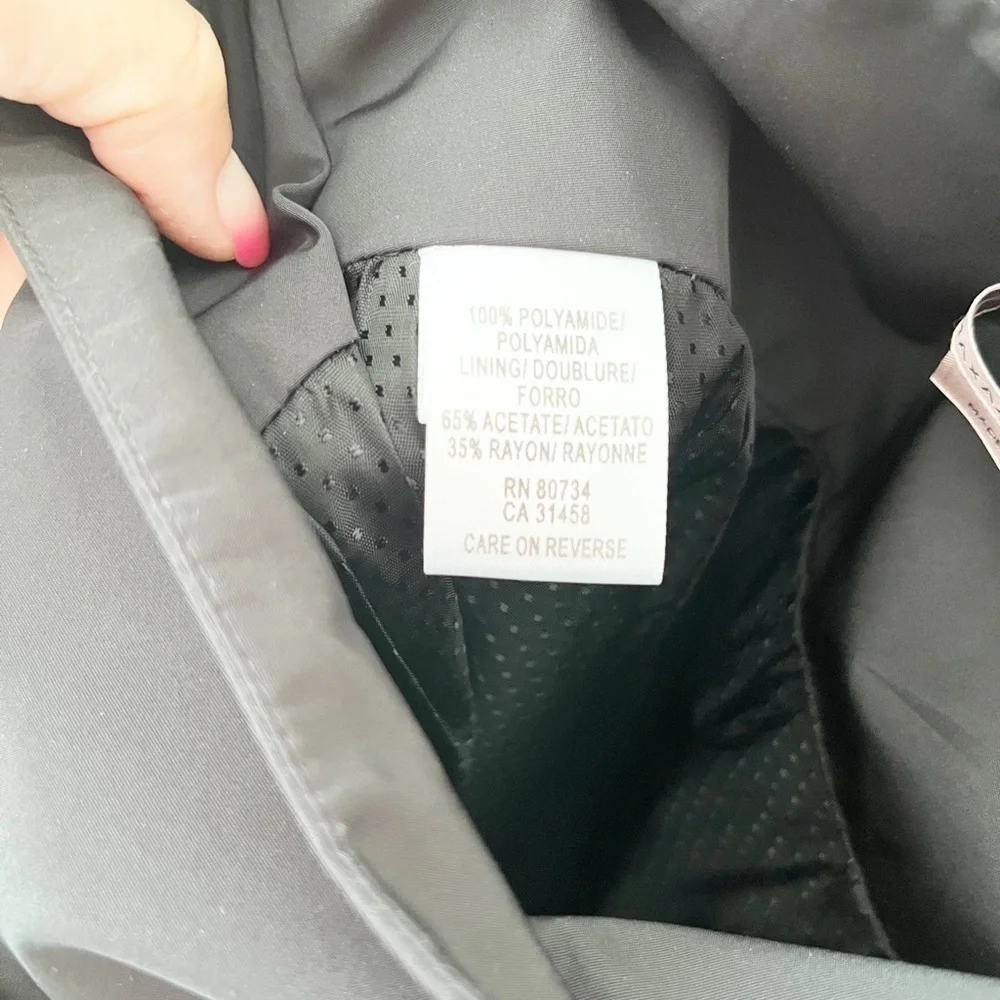 100% POLYAMIDE/
POLYAMIDA
LINING/ DOUBLURE/
FORRO
65% ACETATE/ ACETATO
35% RAYON/ RAYONNE
RN 80734
CA 31458
CARE ON REVERSE